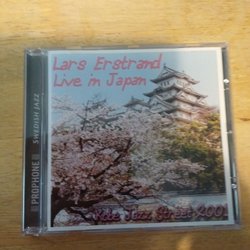 Lars Erstrand
Live in Japan
PROPHONE
SWEDISH JAZZ
Kobe Jazz Street 2001